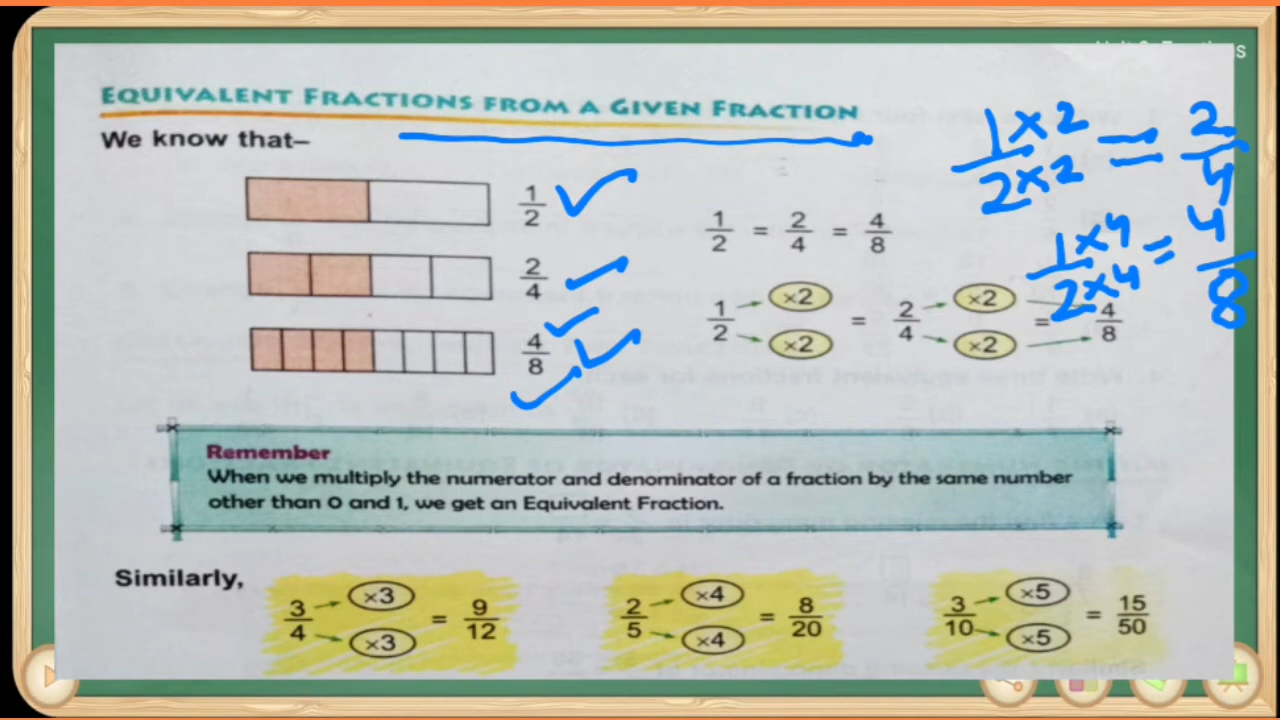 EQUIVALENT FRACTIONS FROM A GIVEN FRACTION
We know that–
1/2
2/4
4/8
1/2 = 2/4 = 4/8
1/2 ×2 ×2 = 2/4 ×2 ×2 = 4/8
1×2/2×2 = 2/4
1×4/2×4 = 4/8
Remember
When we multiply the numerator and denominator of a fraction by the same number
other than 0 and 1, we get an Equivalent Fraction.
Similarly,
3/4 ×3 ×3 = 9/12
2/5 ×4 ×4 = 8/20
3/10 ×5 ×5 = 15/50